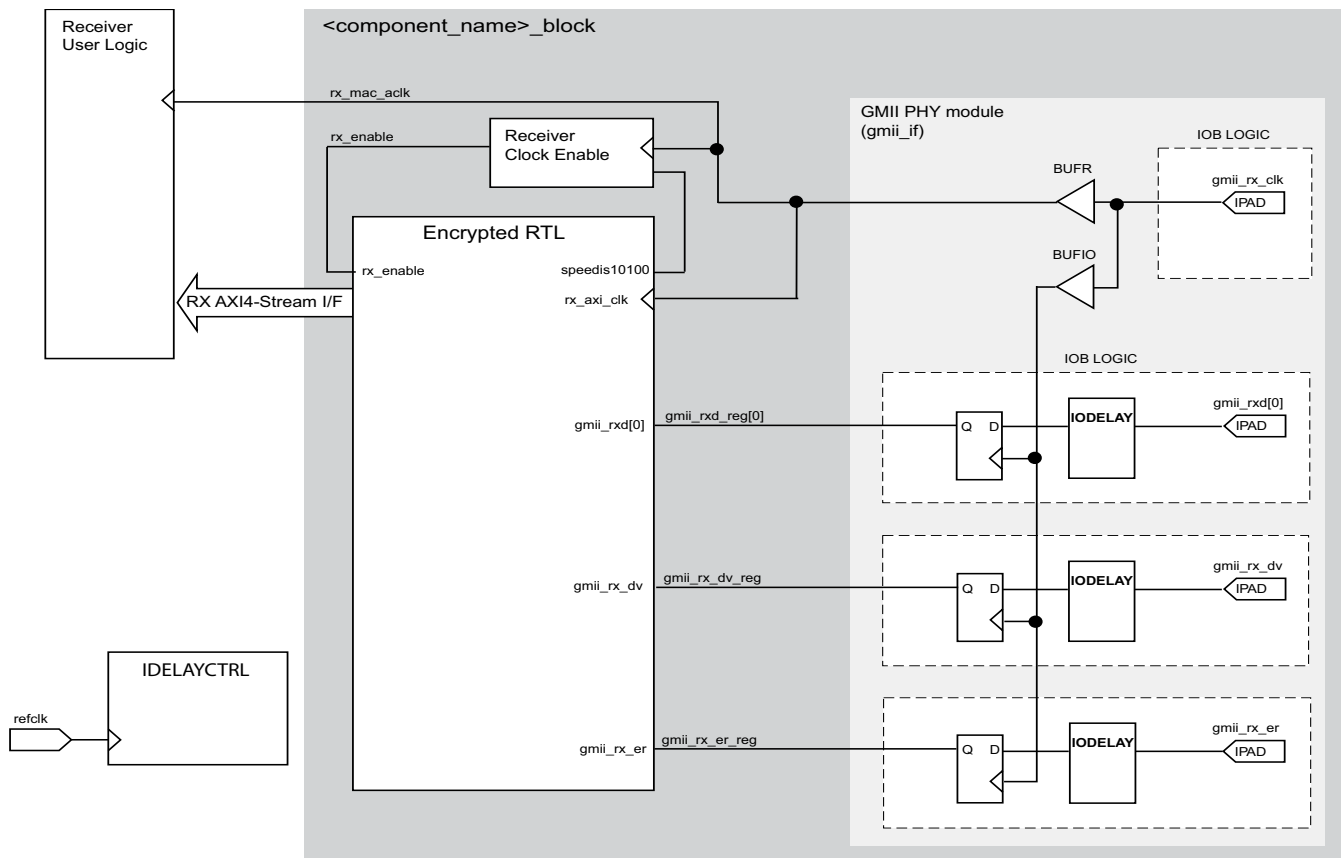 Receiver
User Logic
<component_name>_block
rx_mac_aclk
rx_enable
Receiver
Clock Enable
GMII PHY module
(gmii_if)
IOB LOGIC
BUFR
gmii_rx_clk
IPAD
BUFIO
Encrypted RTL
rx_enable
speedis10100
rx_axi_clk
RX AXI4-Stream I/F
IOB LOGIC
gmii_rxd[0]
gmii_rxd_reg[0]
Q D
IODELAY
gmii_rxd[0]
IPAD
gmii_rx_dv
gmii_rx_dv_reg
Q D
IODELAY
gmii_rx_dv
IPAD
IDELAYCTRL
refclk
gmii_rx_er
gmii_rx_er_reg
Q D
IODELAY
gmii_rx_er
IPAD